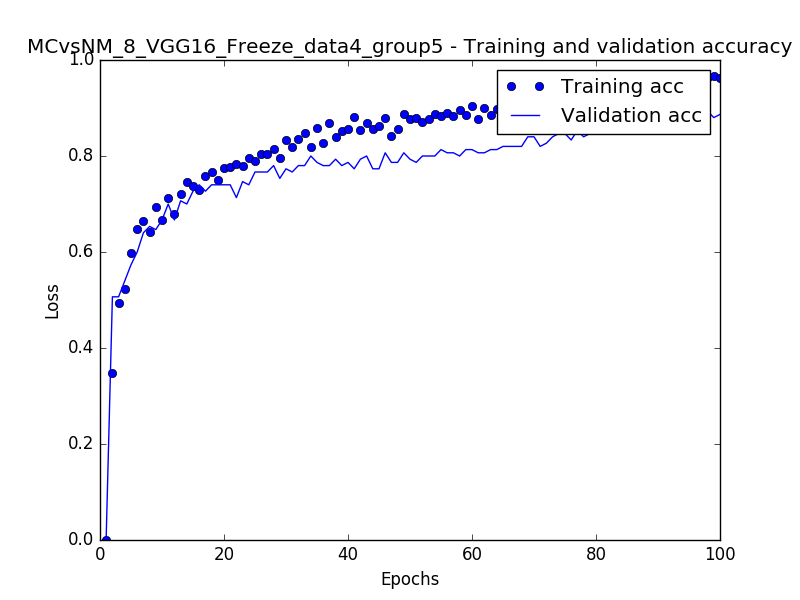 MCvsNM_8_VGG16_Freeze_data4_group5 - Training and validation accuracy
1.0
Training acc
Validation acc
0.8
0.6
Loss
0.4
0.2
0.0
0 20 40 60 80 100
Epochs